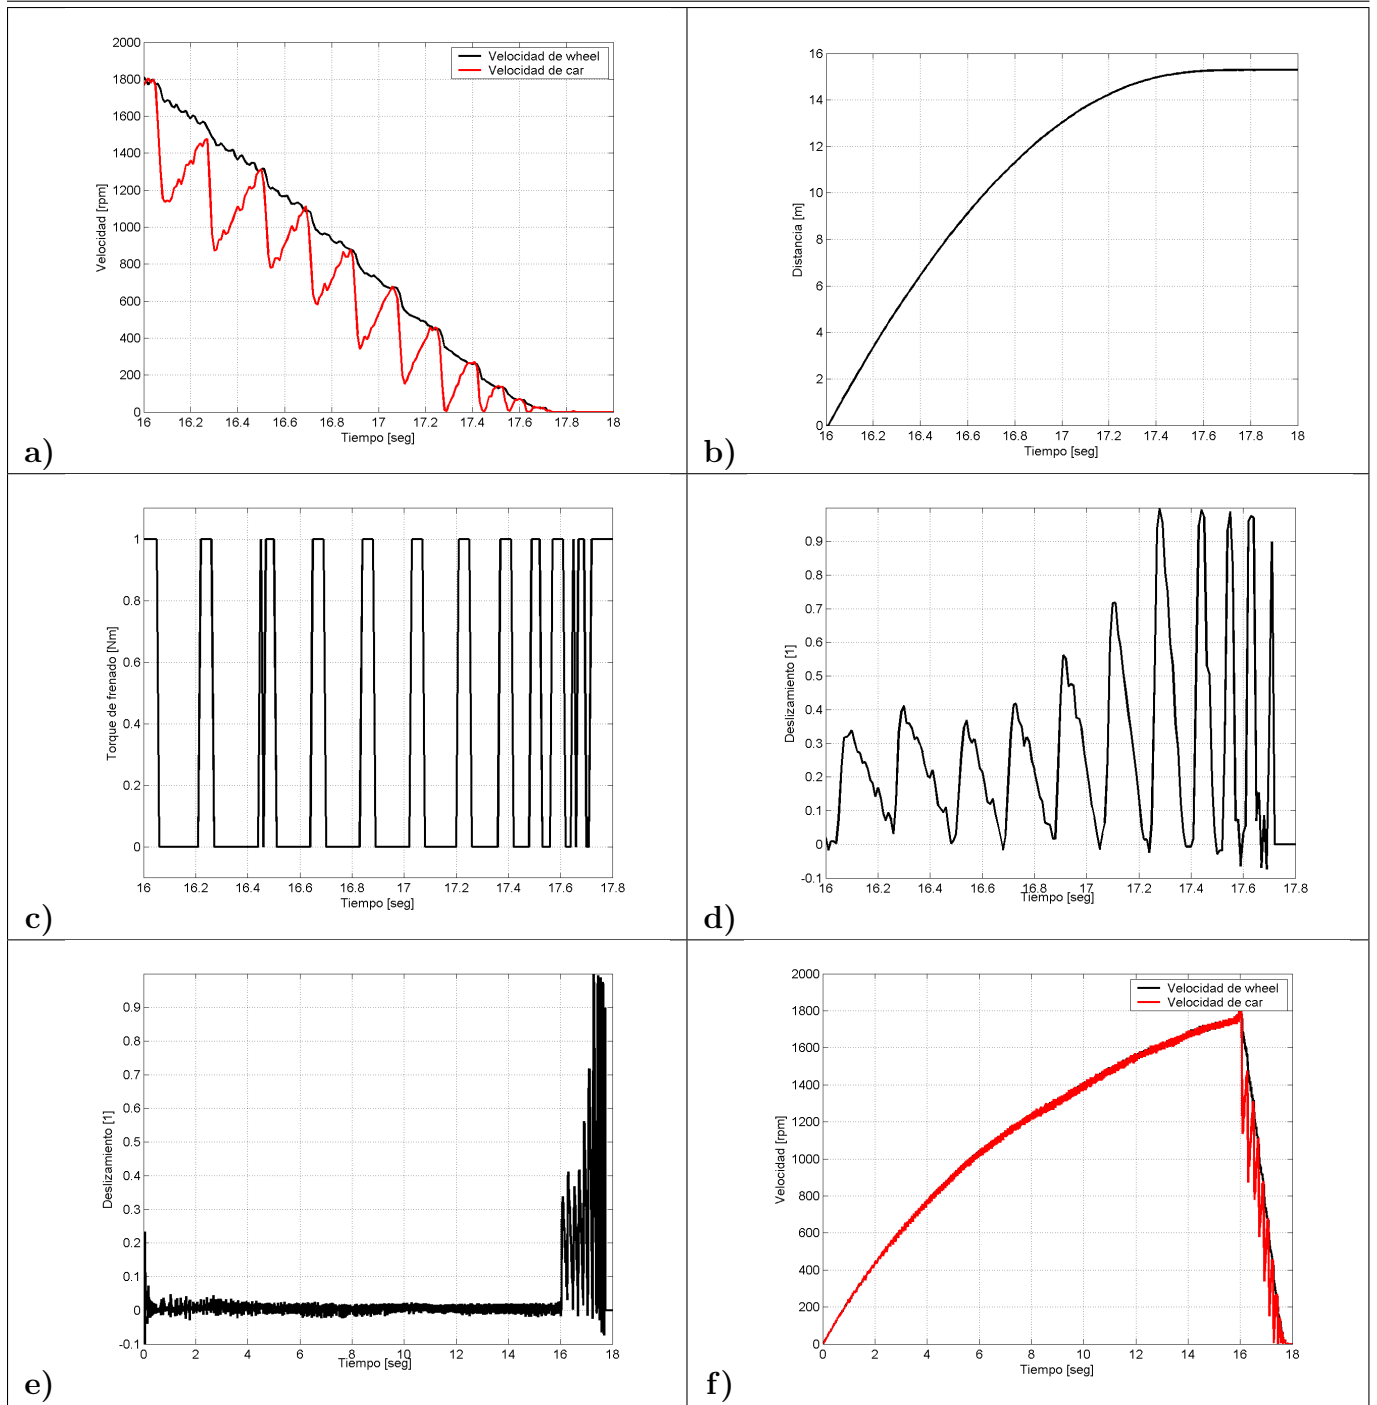 2000
1800
1600
1400
1200
1000
800
600
400
200
0
Velocidad [rpm]
Velocidad de wheel
Velocidad de car
16 16.2 16.4 16.6 16.8 17 17.2 17.4 17.6 17.8 18
Tiempo [seg]
a)
16
14
12
10
8
6
4
2
0
Distancia [m]
16 16.2 16.4 16.6 16.8 17 17.2 17.4 17.6 17.8 18
Tiempo [seg]
b)
1
0.8
0.6
0.4
0.2
0
Torque de frenado [Nm]
16 16.2 16.4 16.6 16.8 17 17.2 17.4 17.6 17.8
Tiempo [seg]
c)
0.9
0.8
0.7
0.6
0.5
0.4
0.3
0.2
0.1
0
-0.1
Deslizamiento [1]
16 16.2 16.4 16.6 16.8 17 17.2 17.4 17.6 17.8
Tiempo [seg]
d)
0.9
0.8
0.7
0.6
0.5
0.4
0.3
0.2
0.1
0
-0.1
Deslizamiento [1]
0 2 4 6 8 10 12 14 16 18
Tiempo [seg]
e)
2000
1800
1600
1400
1200
1000
800
600
400
200
0
Velocidad [rpm]
Velocidad de wheel
Velocidad de car
0 2 4 6 8 10 12 14 16 18
Tiempo [seg]
f)